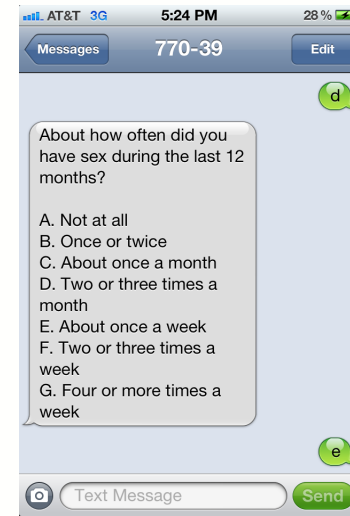 AT&T 3G 5:24 PM 28 %
Messages 770-39 Edit
d
About how often did you
have sex during the last 12
months?
A. Not at all
B. Once or twice
C. About once a month
D. Two or three times a
month
E. About once a week
F. Two or three times a
week
G. Four or more times a
week
e
Text Message Send